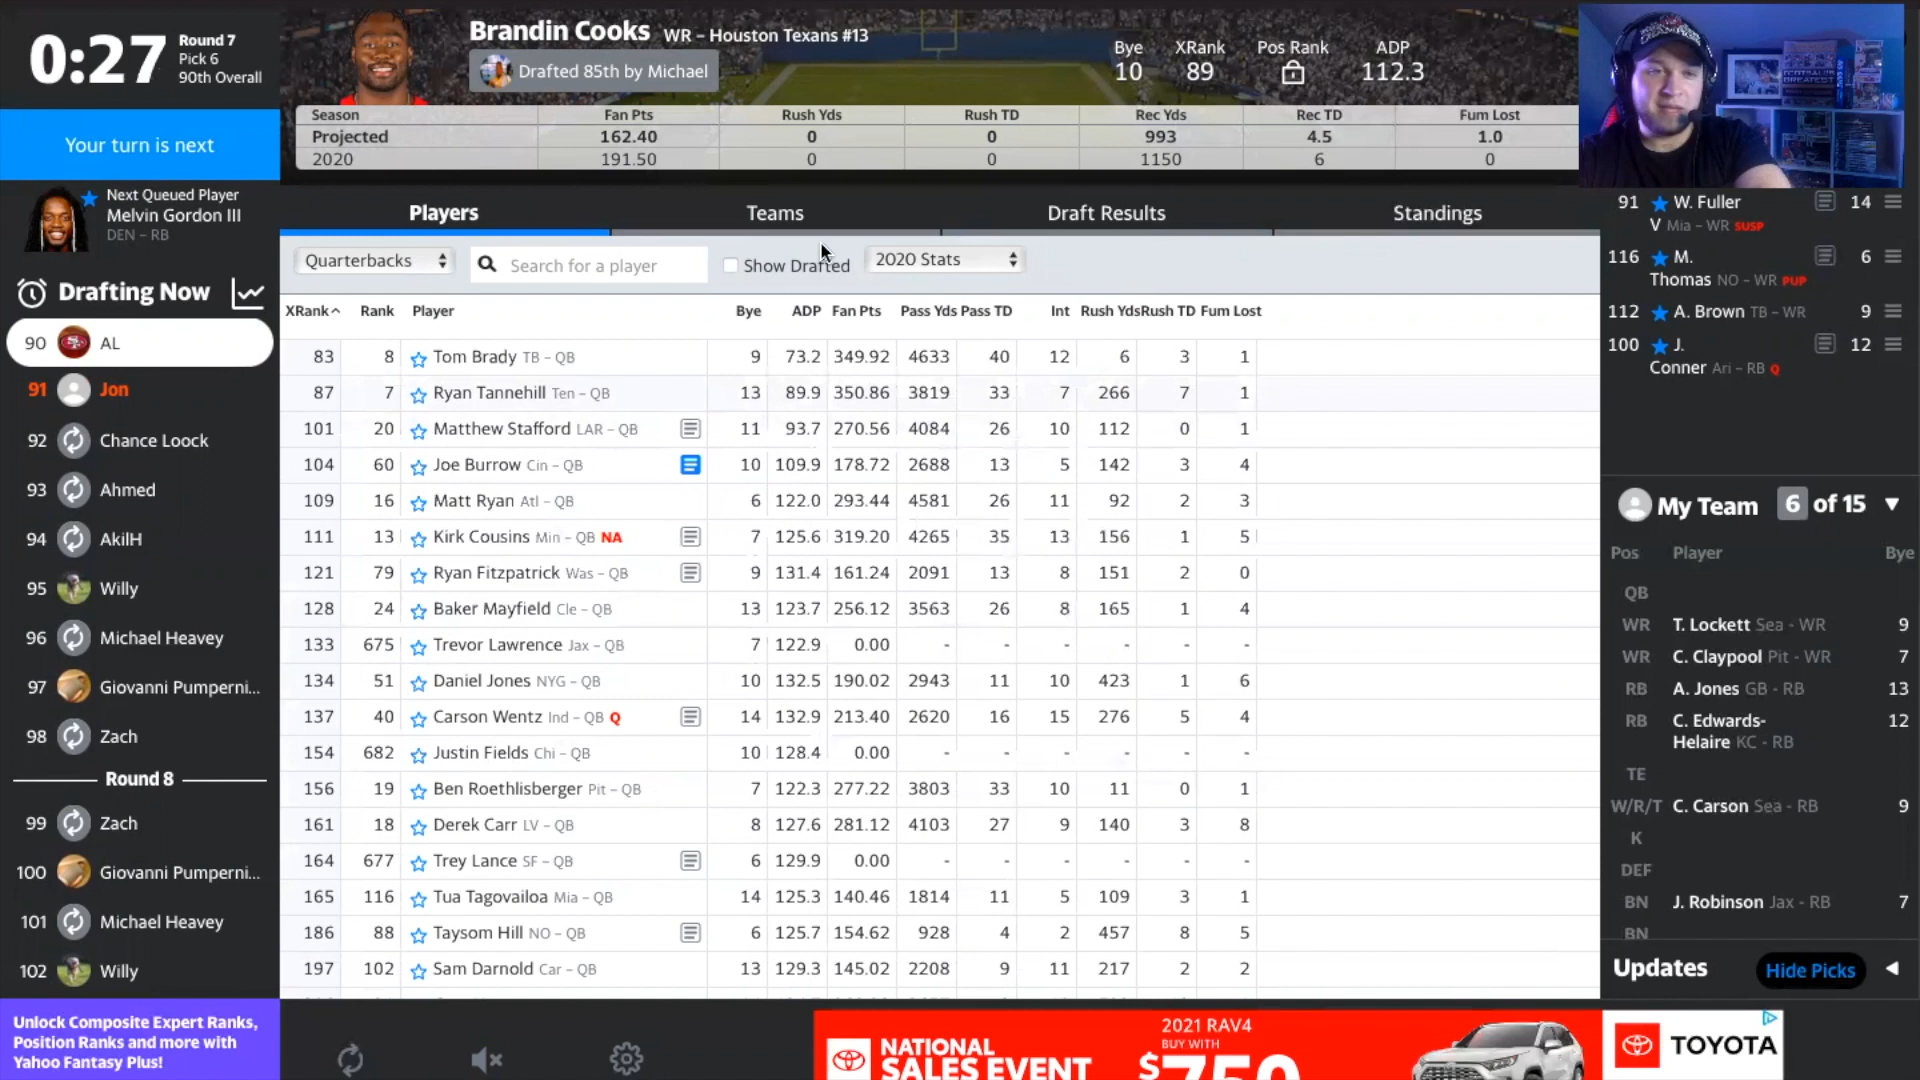 0:27
Round 7
Pick 6
90th Overall
Your turn is next
Next Queued Player
Melvin Gordon III
DEN – RB
Drafting Now
90 AL
91 Jon
92 Chance Loock
93 Ahmed
94 AkilH
95 Willy
96 Michael Heavey
97 Giovanni Pumperni...
98 Zach
Round 8
99 Zach
100 Giovanni Pumperni...
101 Michael Heavey
102 Willy
Unlock Composite Expert Ranks,
Position Ranks and more with
Yahoo Fantasy Plus!
Brandin Cooks WR – Houston Texans #13
Drafted 85th by Michael
Bye XRank Pos Rank ADP
10 89 112.3
Season Fan Pts Rush Yds Rush TD Rec Yds Rec TD Fum Lost
Projected 162.40 0 0 993 4.5 1.0
2020 191.50 0 0 1150 6 0
Players Teams Draft Results Standings
Quarterbacks Search for a player Show Drafted 2020 Stats
XRank Rank Player Bye ADP Fan Pts Pass Yds Pass TD Int Rush Yds Rush TD Fum Lost
83 8 Tom Brady TB – QB 9 73.2 349.92 4633 40 12 6 3 1
87 7 Ryan Tannehill Ten – QB 13 89.9 350.86 3819 33 7 266 7 1
101 20 Matthew Stafford LAR – QB 11 93.7 270.56 4084 26 10 112 0 1
104 60 Joe Burrow Cin – QB 10 109.9 178.72 2688 13 5 142 3 4
109 16 Matt Ryan Atl – QB 6 122.0 293.44 4581 26 11 92 2 3
111 13 Kirk Cousins Min – QB NA 7 125.6 319.20 4265 35 13 156 1 5
121 79 Ryan Fitzpatrick Was – QB 9 131.4 161.24 2091 13 8 151 2 0
128 24 Baker Mayfield Cle – QB 13 123.7 256.12 3563 26 8 165 1 4
133 675 Trevor Lawrence Jax – QB 7 122.9 0.00 - - - - - -
134 51 Daniel Jones NYG – QB 10 132.5 190.02 2943 11 10 423 1 6
137 40 Carson Wentz Ind – QB Q 14 132.9 213.40 2620 16 15 276 5 4
154 682 Justin Fields Chi – QB 10 128.4 0.00 - - - - - -
156 19 Ben Roethlisberger Pit – QB 7 122.3 277.22 3803 33 10 11 0 1
161 18 Derek Carr LV – QB 8 127.6 281.12 4103 27 9 140 3 8
164 677 Trey Lance SF – QB 6 129.9 0.00 - - - - - -
165 116 Tua Tagovailoa Mia – QB 14 125.3 140.46 1814 11 5 109 3 1
186 88 Taysom Hill NO – QB 6 125.7 154.62 928 4 2 457 8 5
197 102 Sam Darnold Car – QB 13 129.3 145.02 2208 9 11 217 2 2
91 W. Fuller 14
V Mia – WR SUSP
116 M. 6
Thomas NO – WR PUP
112 A. Brown TB – WR 9
100 J. 12
Conner Ari – RB Q
My Team 6 of 15
Pos Player Bye
QB
WR T. Lockett Sea - WR 9
WR C. Claypool Pit - WR 7
RB A. Jones GB - RB 13
RB C. Edwards- 12
Helaire KC - RB
TE
W/R/T C. Carson Sea - RB 9
K
DEF
BN J. Robinson Jax - RB 7
BN
Updates Hide Picks
NATIONAL
SALES EVENT
2021 RAV4
BUY WITH
$750
TOYOTA